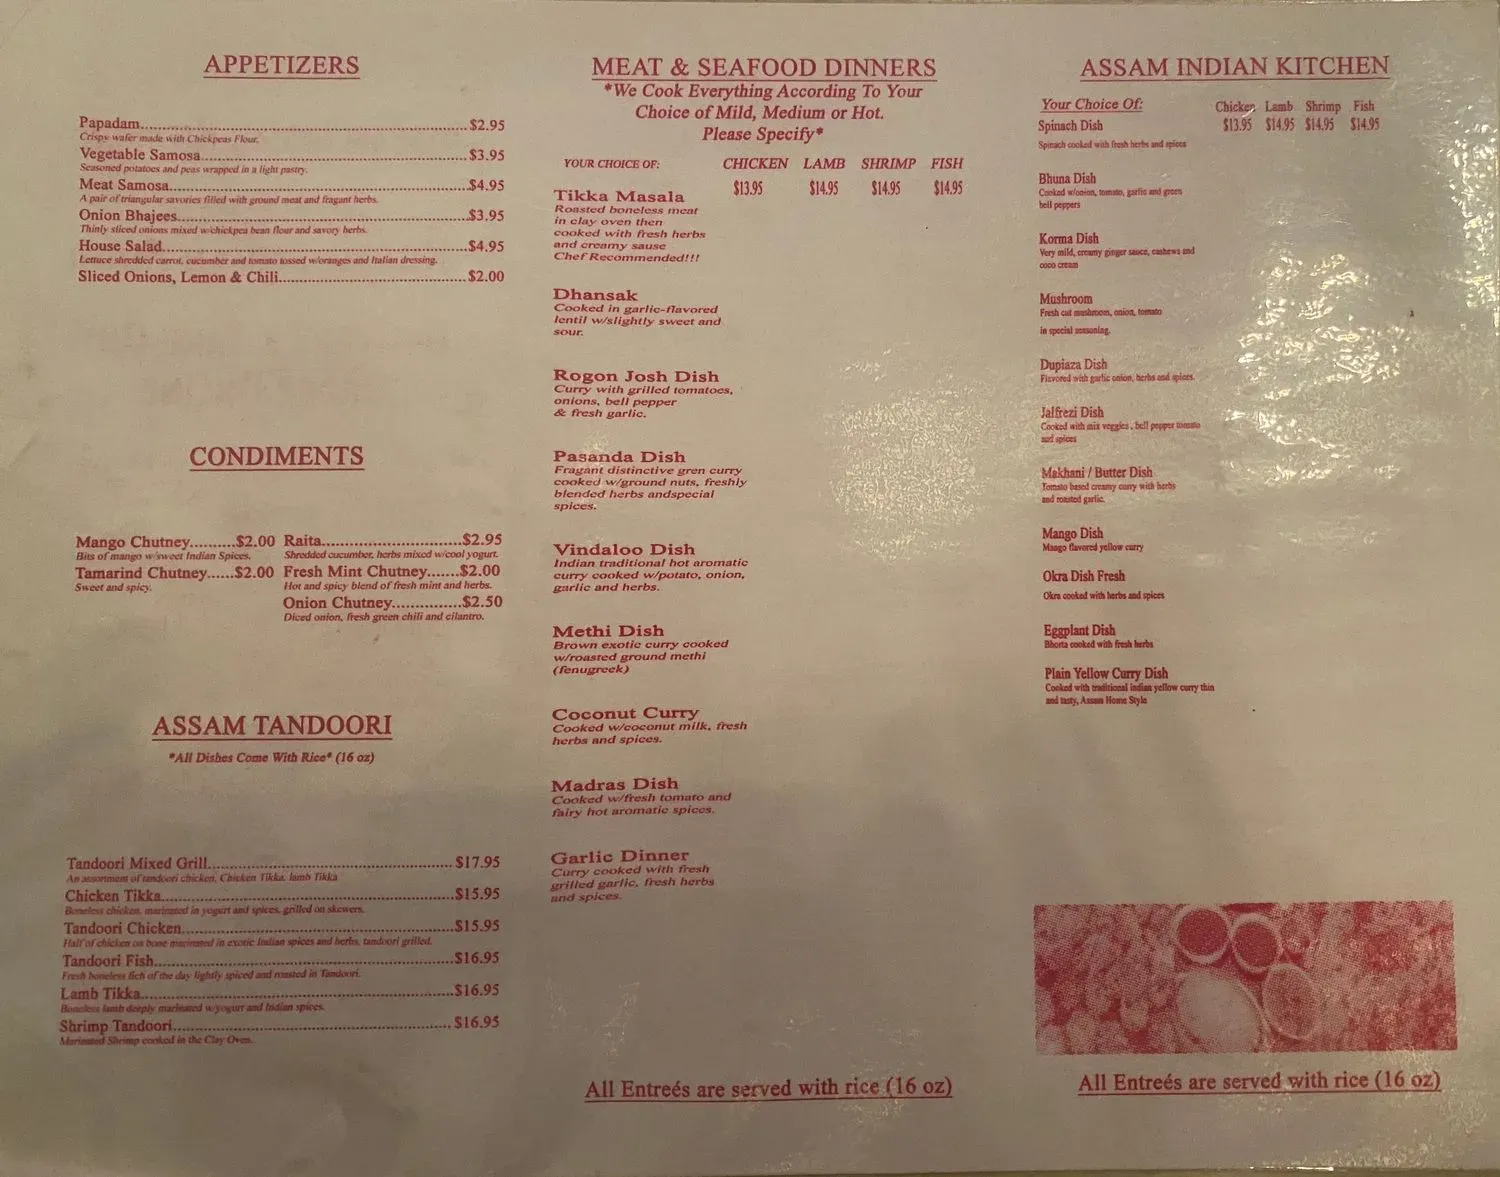 APPETIZERS
Papadam.......................................................................$2.95
Crispy wafer made with Chickpeas Flour.
Vegetable Samosa..........................................................$3.95
Seasoned potatoes and peas wrapped in a light pastry.
Meat Samosa.................................................................$4.95
A pair of triangular savories filled with ground meat and fragant herbs.
Onion Bhajees................................................................$3.95
Thinly sliced onions mixed w/chickpea bean flour and savory herbs.
House Salad...................................................................$4.95
Lettuce shredded carrot, cucumber and tomato tossed w/oranges and Italian dressing.
Sliced Onions, Lemon & Chili.........................................$2.00
CONDIMENTS
Mango Chutney..........$2.00
Bits of mango w/sweet Indian Spices.
Tamarind Chutney......$2.00
Sweet and spicy.
Raita..............................$2.95
Shredded cucumber, herbs mixed w/cool yogurt.
Fresh Mint Chutney.......$2.00
Hot and spicy blend of fresh mint and herbs.
Onion Chutney...............$2.50
Diced onion, fresh green chili and cilantro.
ASSAM TANDOORI
*All Dishes Come With Rice* (16 oz)
Tandoori Mixed Grill......................................................$17.95
An assortment of tandoori chicken, Chicken Tikka, lamb Tikka
Chicken Tikka................................................................$15.95
Boneless chicken, marinated in yogurt and spices, grilled on skewers.
Tandoori Chicken...........................................................$15.95
Half of chicken on bone marinated in exotic Indian spices and herbs, tandoori grilled.
Tandoori Fish.................................................................$16.95
Fresh boneless fich of the day lightly spiced and roasted in Tandoori.
Lamb Tikka....................................................................$16.95
Boneless lamb deeply marinated w/yogurt and Indian spices.
Shrimp Tandoori.............................................................$16.95
Marinated Shrimp cooked in the Clay Oven.
MEAT & SEAFOOD DINNERS
*We Cook Everything According To Your
Choice of Mild, Medium or Hot.
Please Specify*
YOUR CHOICE OF: CHICKEN LAMB SHRIMP FISH
$13.95 $14.95 $14.95 $14.95
Tikka Masala
Roasted boneless meat
in clay oven then
cooked with fresh herbs
and creamy sause
Chef Recommended!!!
Dhansak
Cooked in garlic-flavored
lentil w/slightly sweet and
sour.
Rogon Josh Dish
Curry with grilled tomatoes,
onions, bell pepper
& fresh garlic.
Pasanda Dish
Fragant distinctive gren curry
cooked w/ground nuts, freshly
blended herbs andspecial
spices.
Vindaloo Dish
Indian traditional hot aromatic
curry cooked w/potato, onion,
garlic and herbs.
Methi Dish
Brown exotic curry cooked
w/roasted ground methi
(fenugreek)
Coconut Curry
Cooked w/coconut milk, fresh
herbs and spices.
Madras Dish
Cooked w/fresh tomato and
fairy hot aromatic spices.
Garlic Dinner
Curry cooked with fresh
grilled garlic, fresh herbs
and spices.
All Entreés are served with rice (16 oz)
ASSAM INDIAN KITCHEN
Your Choice Of: Chicken Lamb Shrimp Fish
Spinach Dish $13.95 $14.95 $14.95 $14.95
Spinach cooked with fresh herbs and spices
Bhuna Dish
Cooked w/onion, tomato, garlic and green
bell peppers
Korma Dish
Very mild, creamy ginger sauce, cashews and
coco cream
Mushroom
Fresh cut mushroom, onion, tomato
in special seasoning.
Dupiaza Dish
Flavored with garlic onion, herbs and spices.
Jalfrezi Dish
Cooked with mix veggies , bell pepper tomato
and spices
Makhani / Butter Dish
Tomato based creamy curry with herbs
and roasted garlic.
Mango Dish
Mango flavored yellow curry
Okra Dish Fresh
Okra cooked with herbs and spices
Eggplant Dish
Bhorta cooked with fresh herbs
Plain Yellow Curry Dish
Cooked with traditional indian yellow curry thin
and tasty, Assam Home Style
All Entreés are served with rice (16 oz)